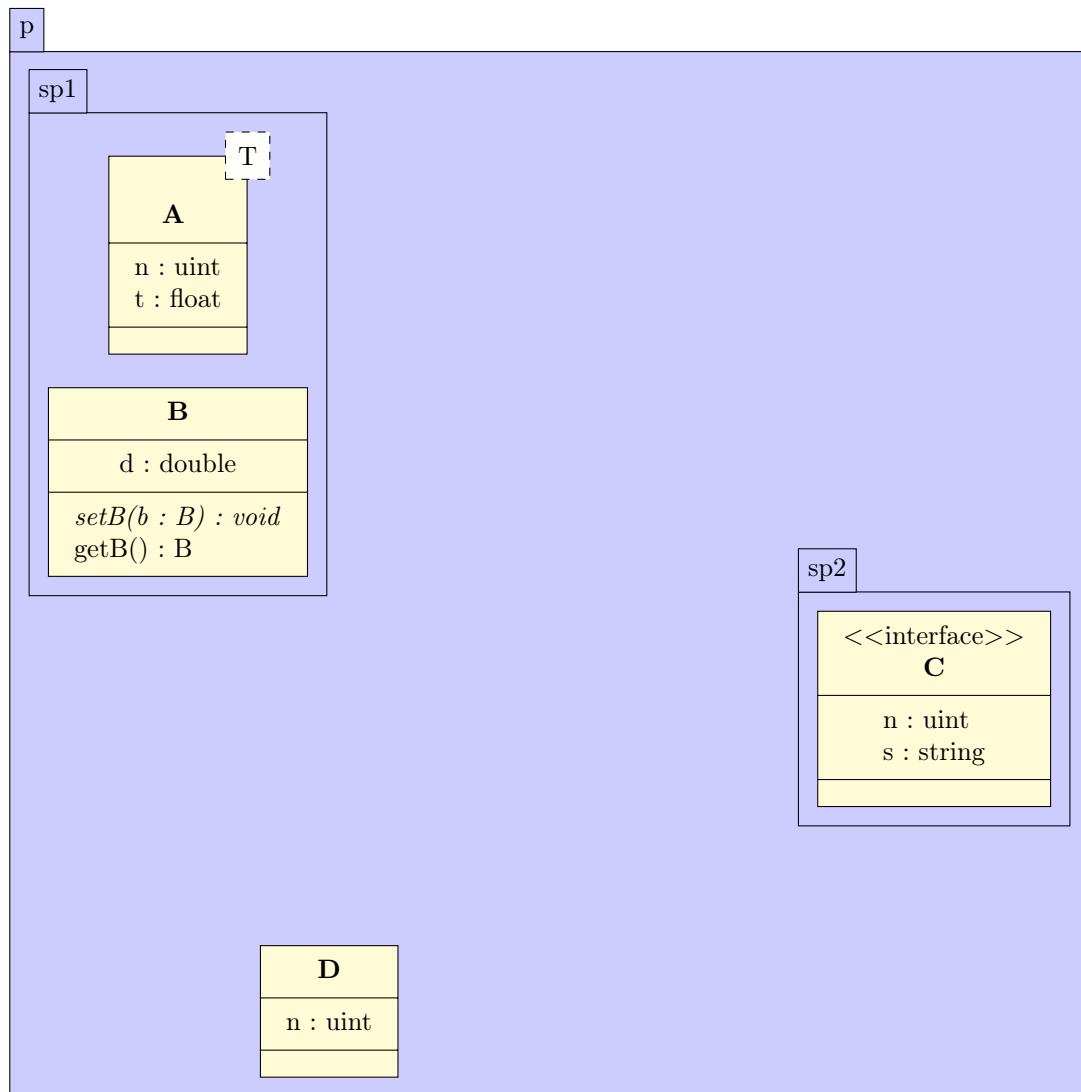 p
sp1
T
A
n : uint
t : float
B
d : double
setB(b : B) : void
getB() : B
sp2
<<interface>>
C
n : uint
s : string
D
n : uint